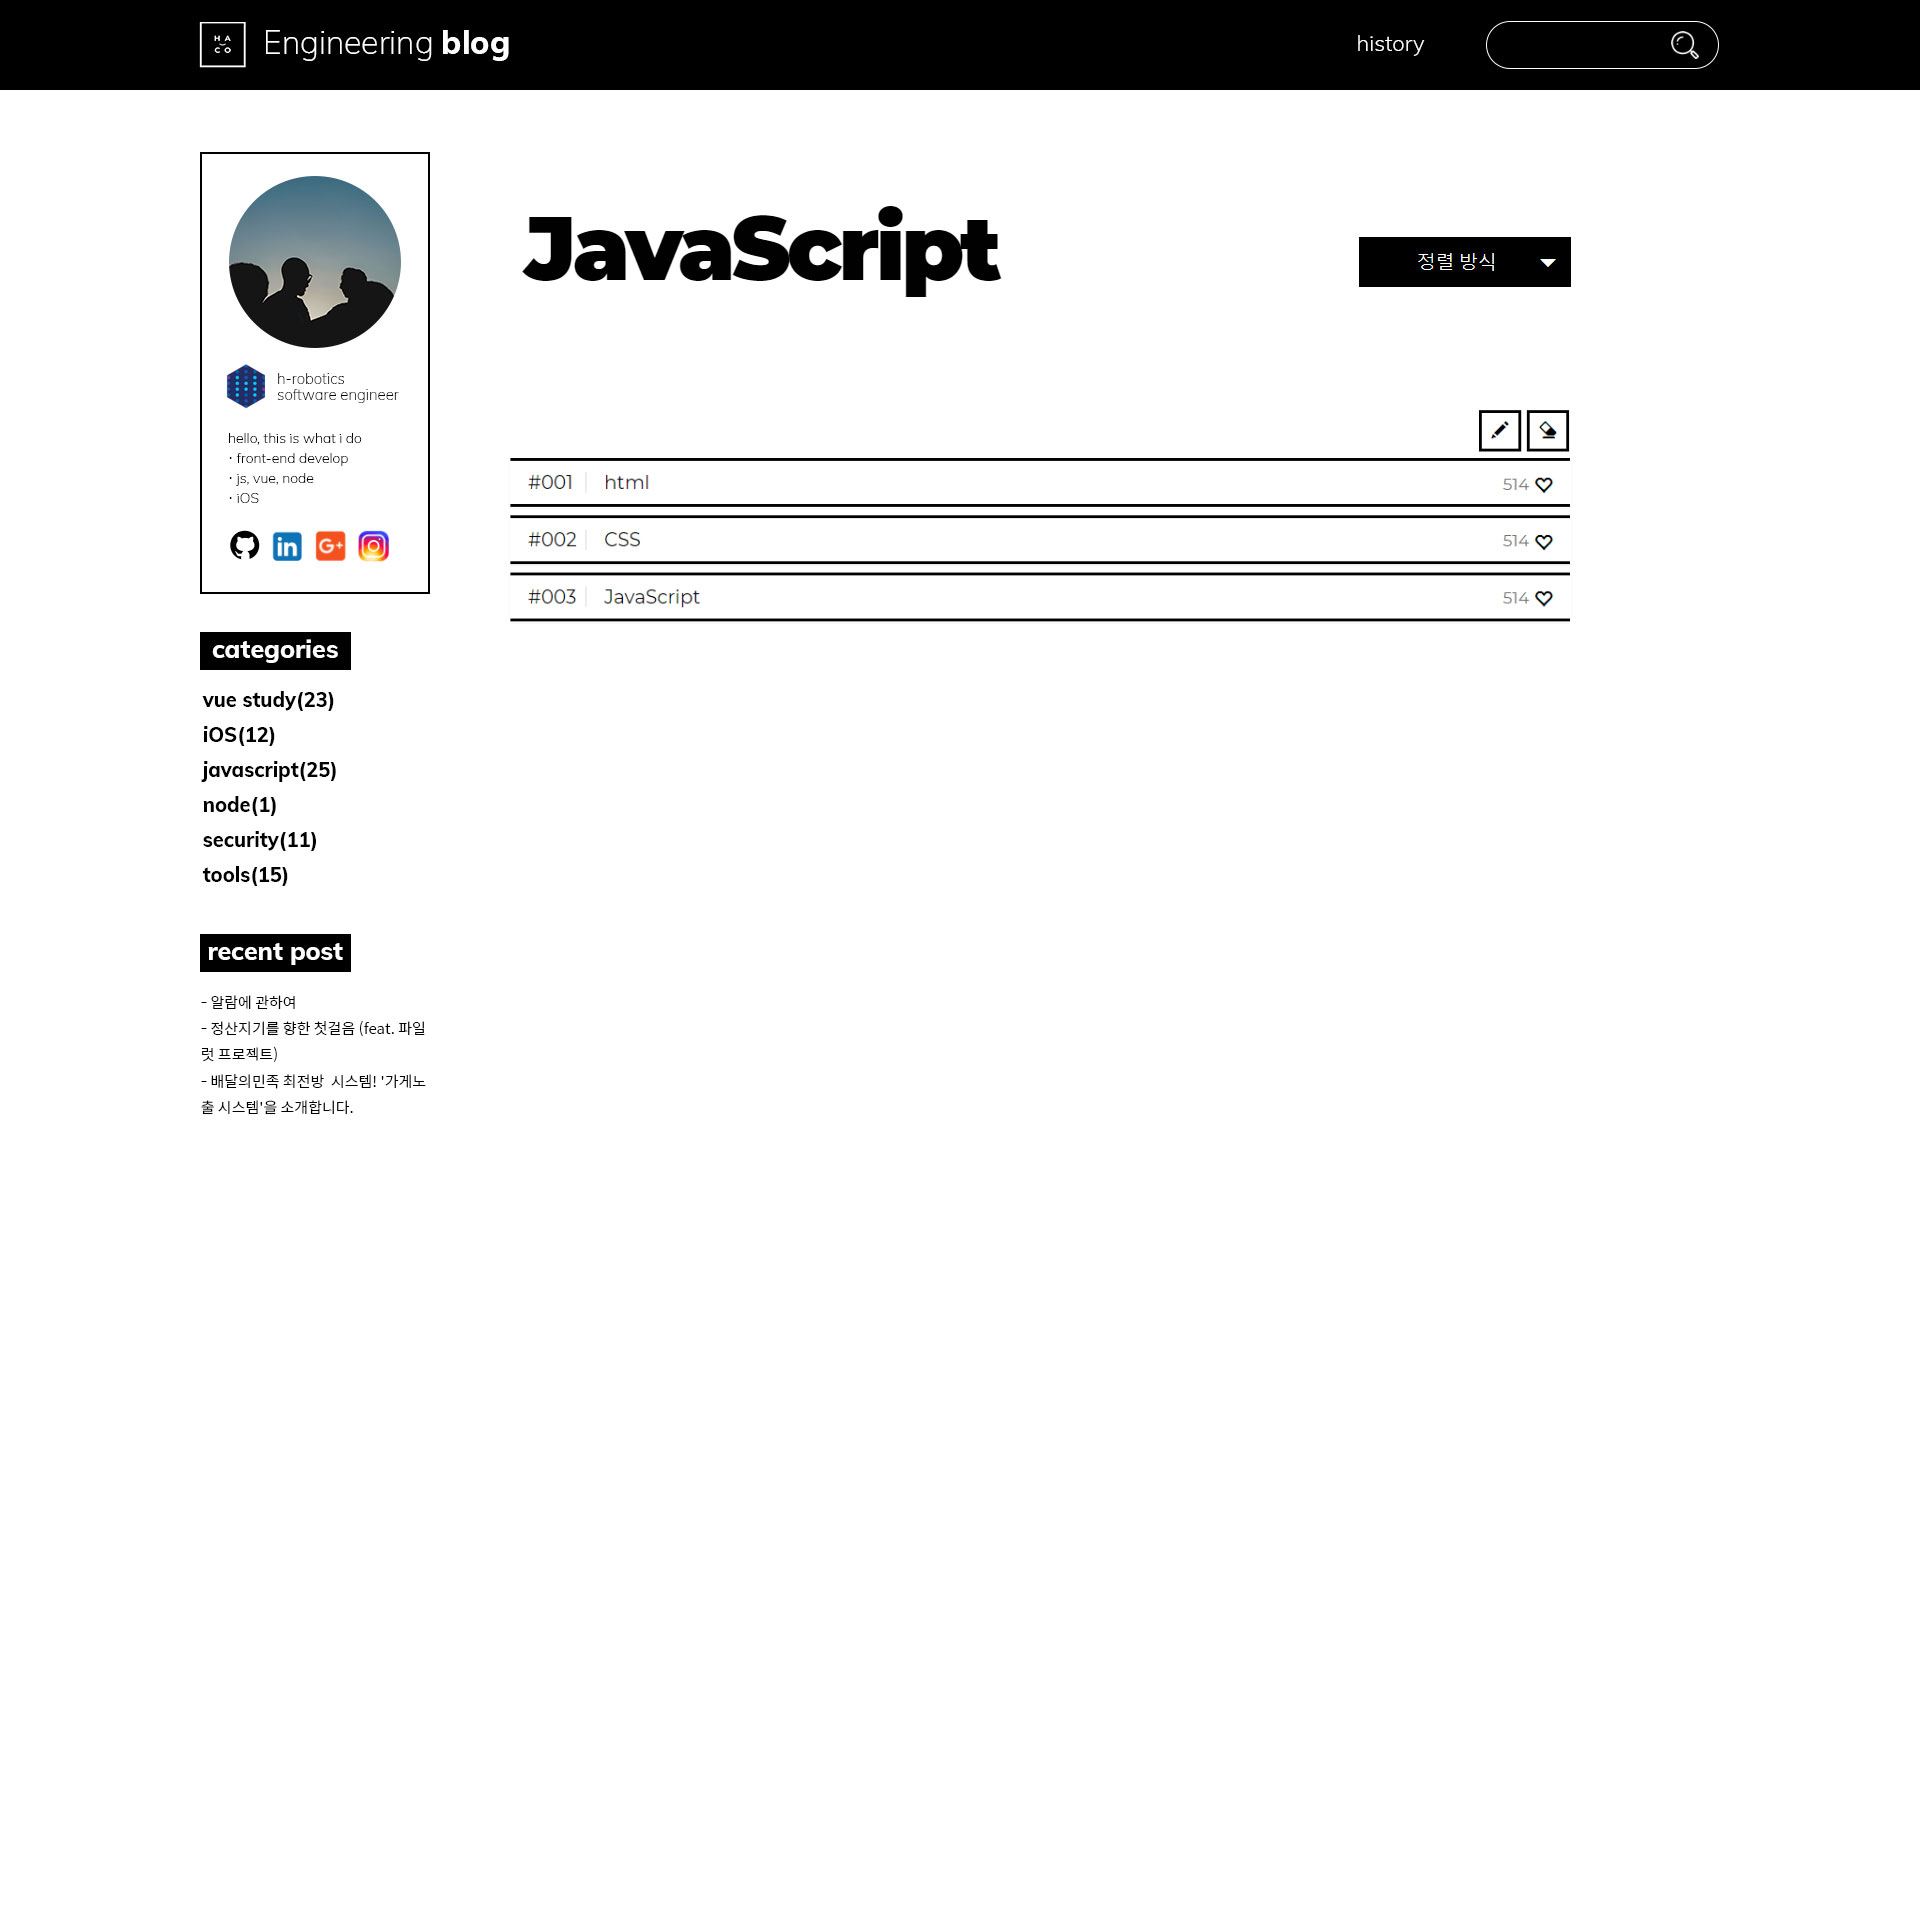 HA
CO
Engineering blog
history
JavaScript
정렬 방식
h-robotics
software engineer
hello, this is what i do
· front-end develop
· js, vue, node
· iOS
in
G+
#001 html 514
#002 CSS 514
#003 JavaScript 514
categories
vue study(23)
iOS(12)
javascript(25)
node(1)
security(11)
tools(15)
recent post
- 알람에 관하여
- 정산지기를 향한 첫걸음 (feat. 파일
럿 프로젝트)
- 배달의민족 최전방 시스템! '가게노
출 시스템'을 소개합니다.